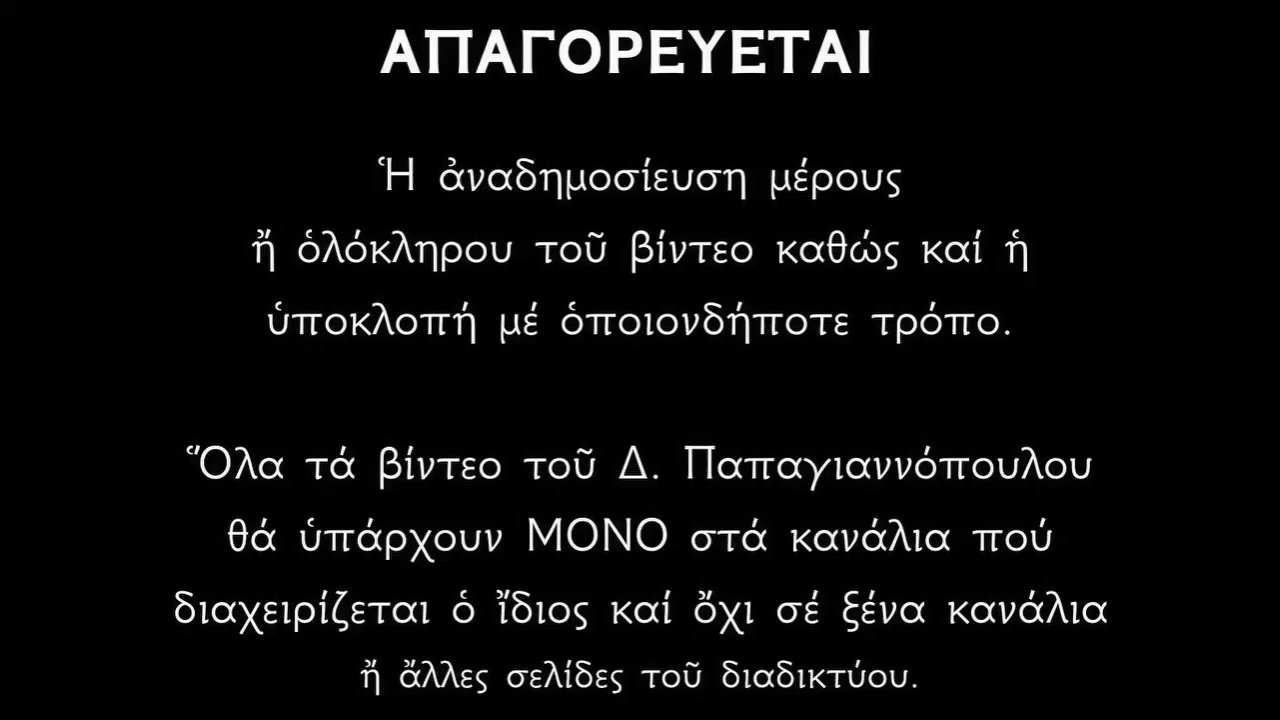 ΑΠΑΓΟΡΕΥΕΤΑΙ
Ἡ ἀναδημοσίευση μέρους
ἤ ὁλόκληρου τοῦ βίντεο καθώς καί ἡ
ὑποκλοπή μέ ὁποιονδήποτε τρόπο.
Ὅλα τά βίντεο τοῦ Δ. Παπαγιαννόπουλου
θά ὑπάρχουν ΜΟΝΟ στά κανάλια πού
διαχειρίζεται ὁ ἴδιος καί ὄχι σέ ξένα κανάλια
ἤ ἄλλες σελίδες τοῦ διαδικτύου.